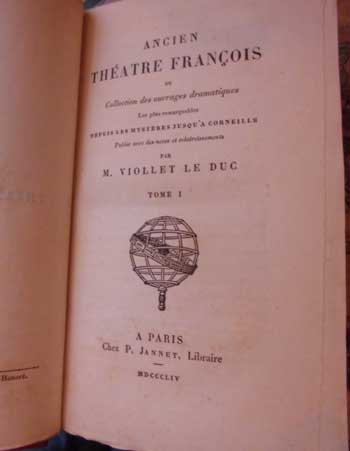 ANCIEN
THÉATRE FRANÇOIS
OU
Collection des ouvrages dramatiques
Les plus remarquables
DEPUIS LES MYSTÈRES JUSQU'A CORNEILLE
Publié avec des notes et éclaircissements
PAR
M. VIOLLET LE DUC
TOME I
A PARIS
Chez P. JANNET, Libraire
MDCCCLIV